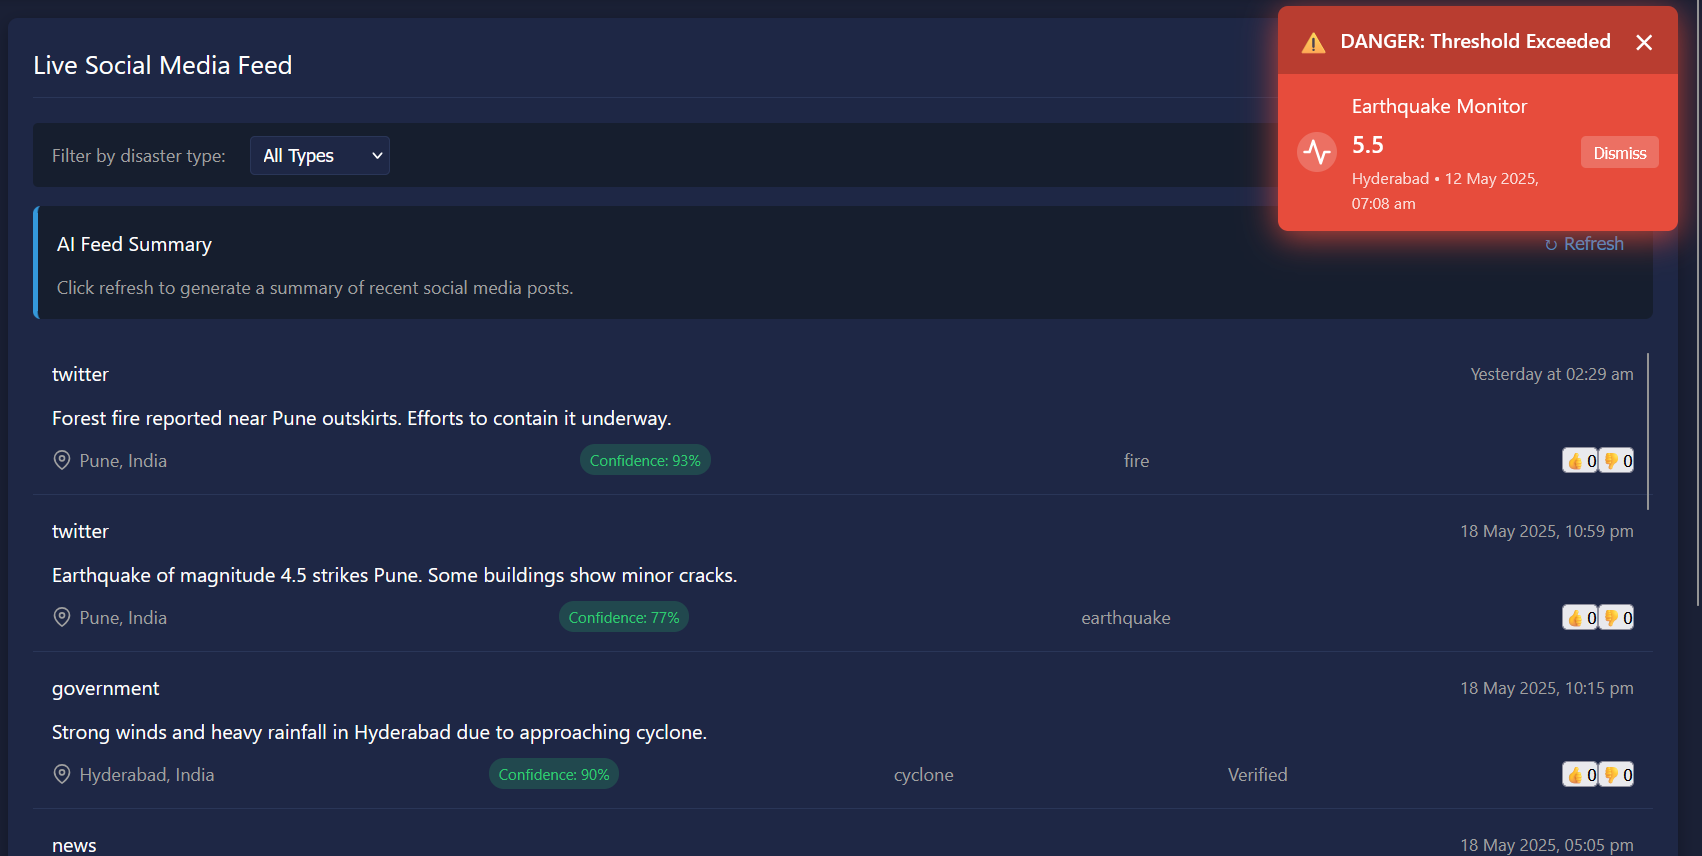 Live Social Media Feed
⚠️ DANGER: Threshold Exceeded ✕
Earthquake Monitor
5.5
Hyderabad • 12 May 2025,
07:08 am
Dismiss
Filter by disaster type: All Types
AI Feed Summary
↻ Refresh
Click refresh to generate a summary of recent social media posts.
twitter Yesterday at 02:29 am
Forest fire reported near Pune outskirts. Efforts to contain it underway.
Pune, India Confidence: 93% fire 👍 0 👎 0
twitter 18 May 2025, 10:59 pm
Earthquake of magnitude 4.5 strikes Pune. Some buildings show minor cracks.
Pune, India Confidence: 77% earthquake 👍 0 👎 0
government 18 May 2025, 10:15 pm
Strong winds and heavy rainfall in Hyderabad due to approaching cyclone.
Hyderabad, India Confidence: 90% cyclone Verified 👍 0 👎 0
news 18 May 2025, 05:05 pm